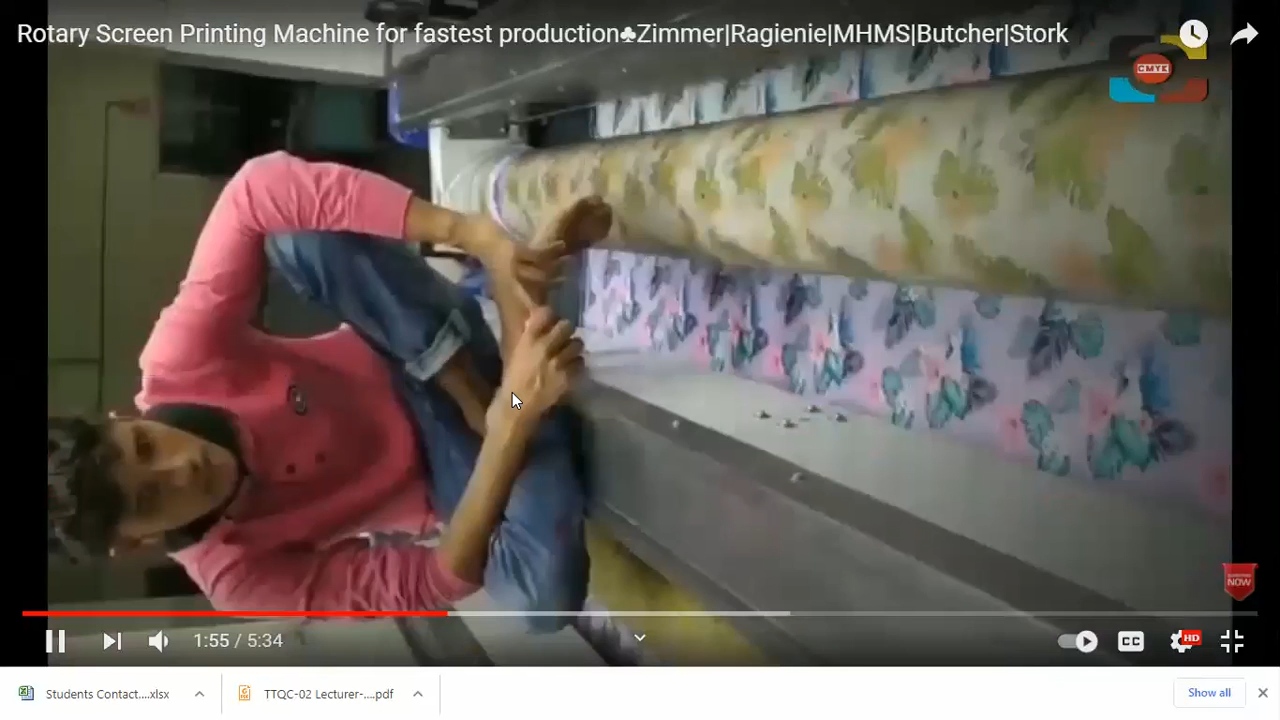 Rotary Screen Printing Machine for fastest production♣Zimmer|Ragienie|MHMS|Butcher|Stork
CMYK
NOW
1:55 / 5:34
CC
HD
Students Contact....xlsx
TTQC-02 Lecturer-....pdf
Show all